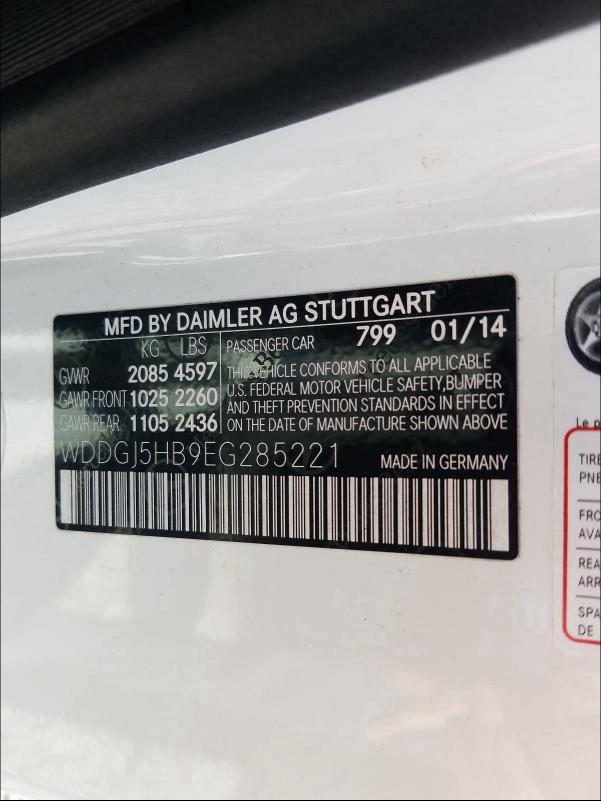 MFD BY DAIMLER AG STUTTGART
KG LBS
GVWR 2085 4597
GAWR FRONT 1025 2260
GAWR REAR 1105 2436
PASSENGER CAR 799 01/14
THIS VEHICLE CONFORMS TO ALL APPLICABLE
U.S. FEDERAL MOTOR VEHICLE SAFETY, BUMPER
AND THEFT PREVENTION STANDARDS IN EFFECT
ON THE DATE OF MANUFACTURE SHOWN ABOVE
WDDGJ5HB9EG285221
MADE IN GERMANY
Le p
TIRE
PNE
FRO
AVA
REA
ARR
SPA
DE